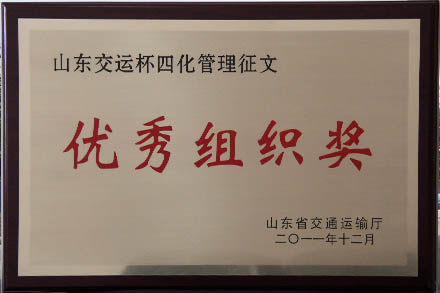 山东交运杯四化管理征文
优秀组织奖
山东省交通运输厅
二〇一一年十二月